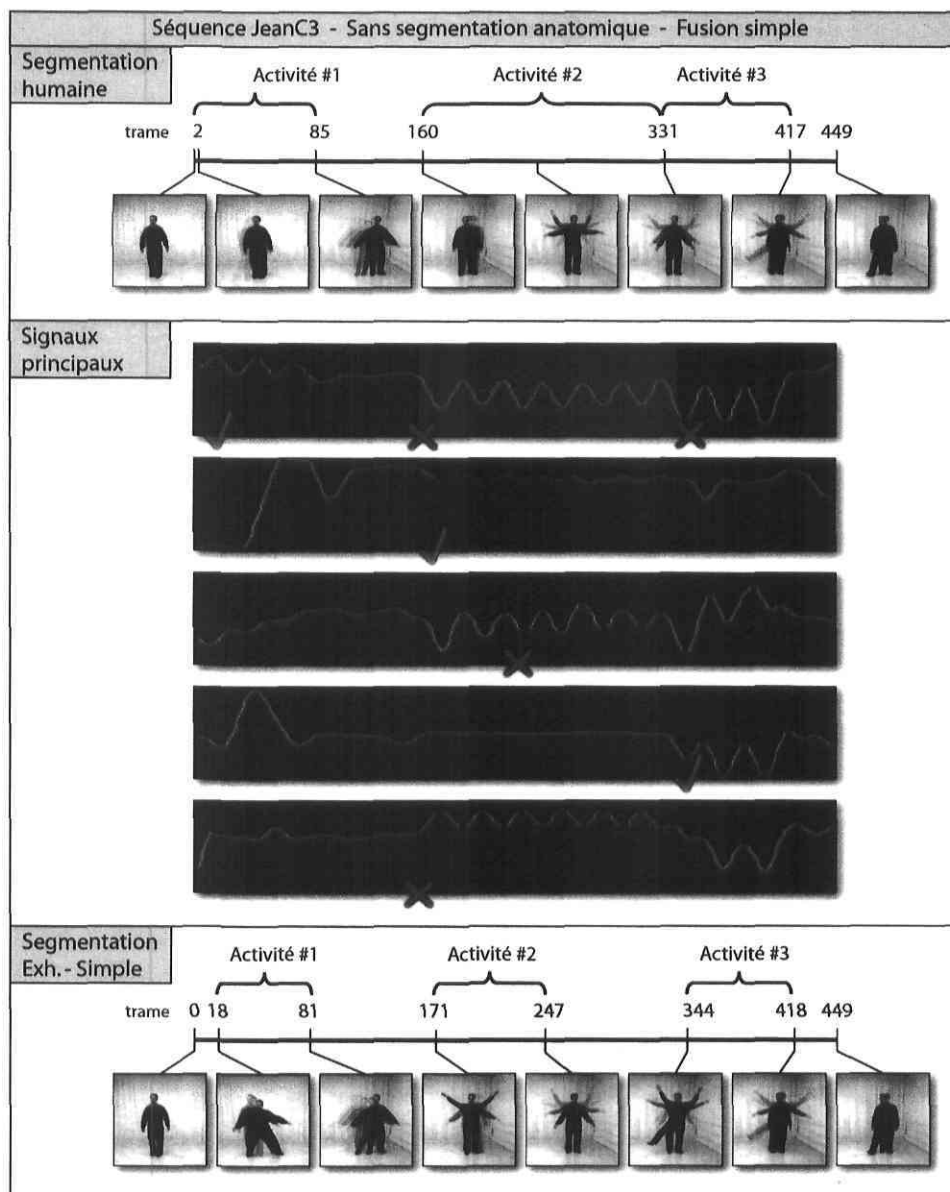 Séquence JeanC3 - Sans segmentation anatomique - Fusion simple
Segmentation
humaine
Activité #1
Activité #2
Activité #3
trame 2 85 160 331 417 449
Signaux
principaux
Segmentation
Exh.- Simple
Activité #1
Activité #2
Activité #3
trame 0 18 81 171 247 344 418 449